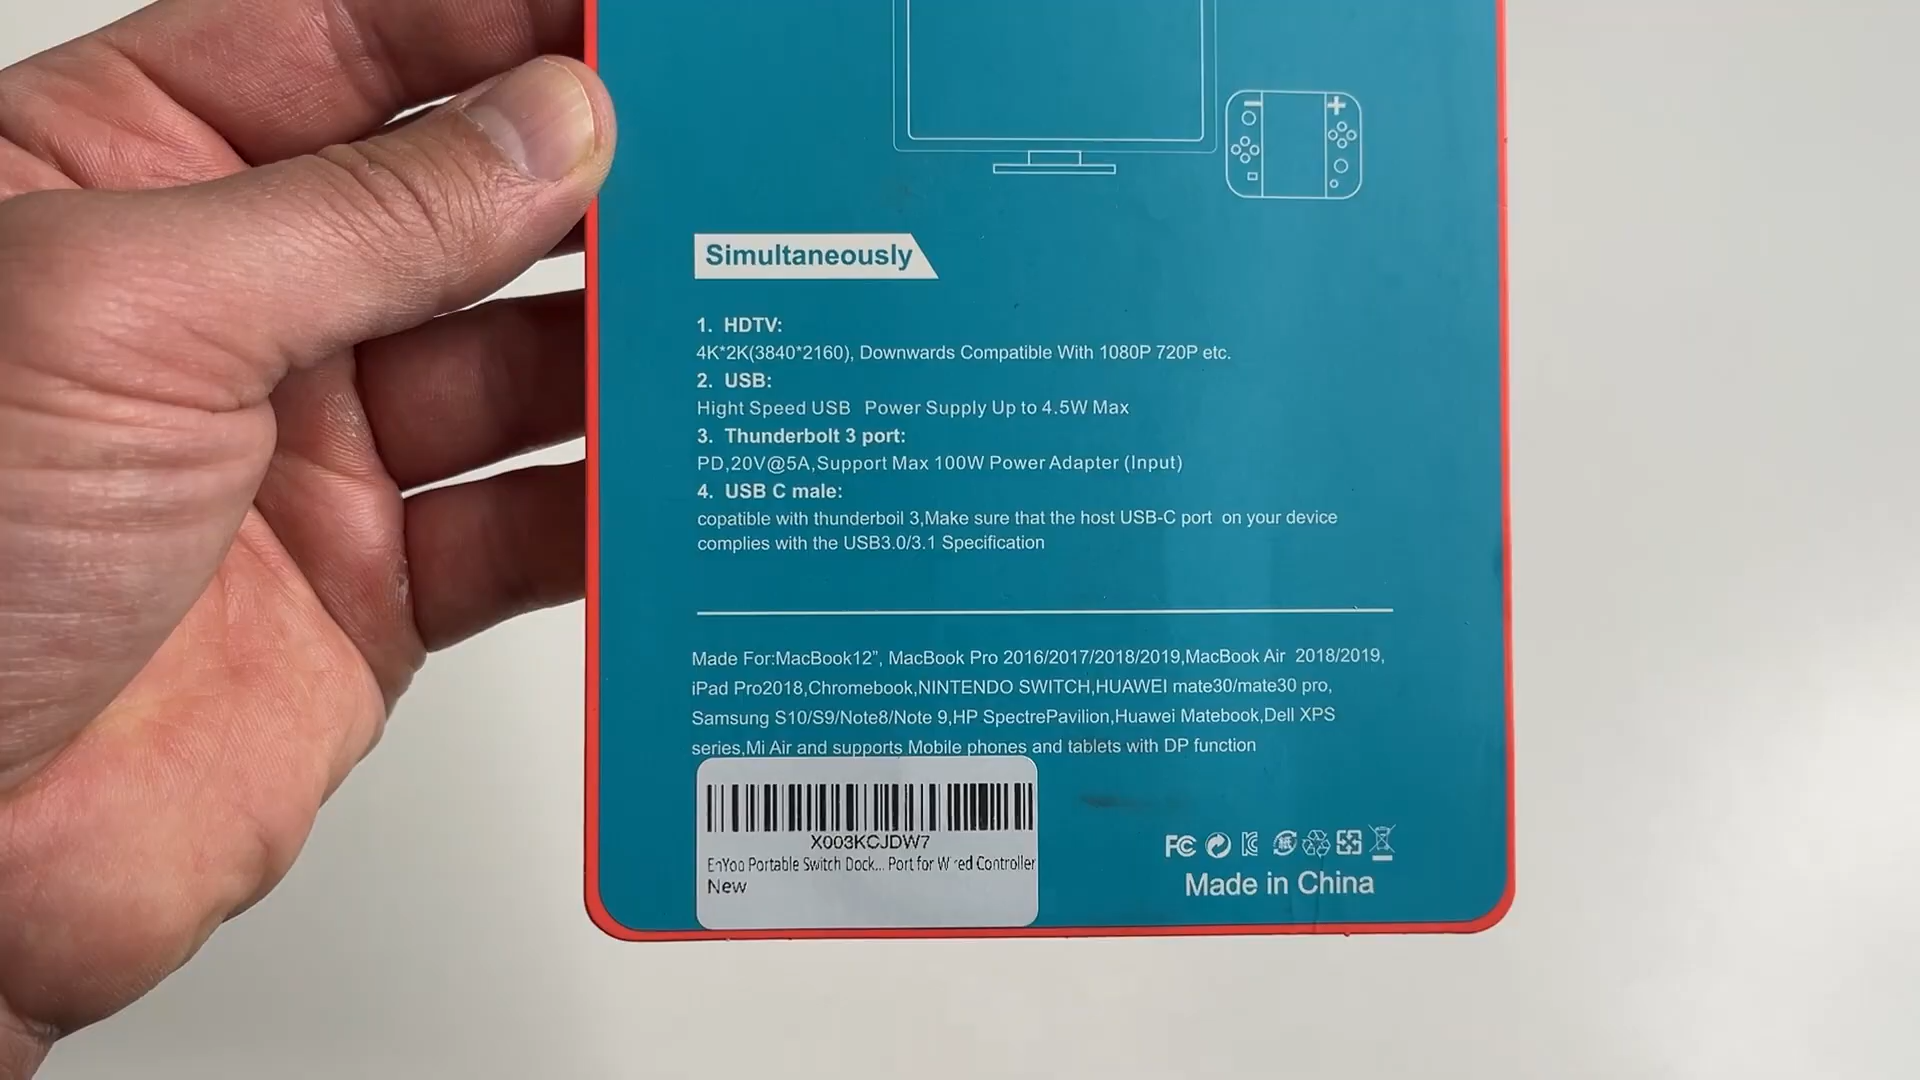 Simultaneously
1. HDTV:
4K*2K(3840*2160), Downwards Compatible With 1080P 720P etc.
2. USB:
Hight Speed USB Power Supply Up to 4.5W Max
3. Thunderbolt 3 port:
PD,20V@5A,Support Max 100W Power Adapter (Input)
4. USB C male:
copatible with thunderboil 3,Make sure that the host USB-C port on your device
complies with the USB3.0/3.1 Specification
Made For:MacBook12”, MacBook Pro 2016/2017/2018/2019,MacBook Air 2018/2019,
iPad Pro2018,Chromebook,NINTENDO SWITCH,HUAWEI mate30/mate30 pro,
Samsung S10/S9/Note8/Note 9,HP SpectrePavilion,Huawei Matebook,Dell XPS
series,Mi Air and supports Mobile phones and tablets with DP function
X003KCJDW7
EnYoo Portable Switch Dock... Port for Wired Controller
New
FC
Made in China